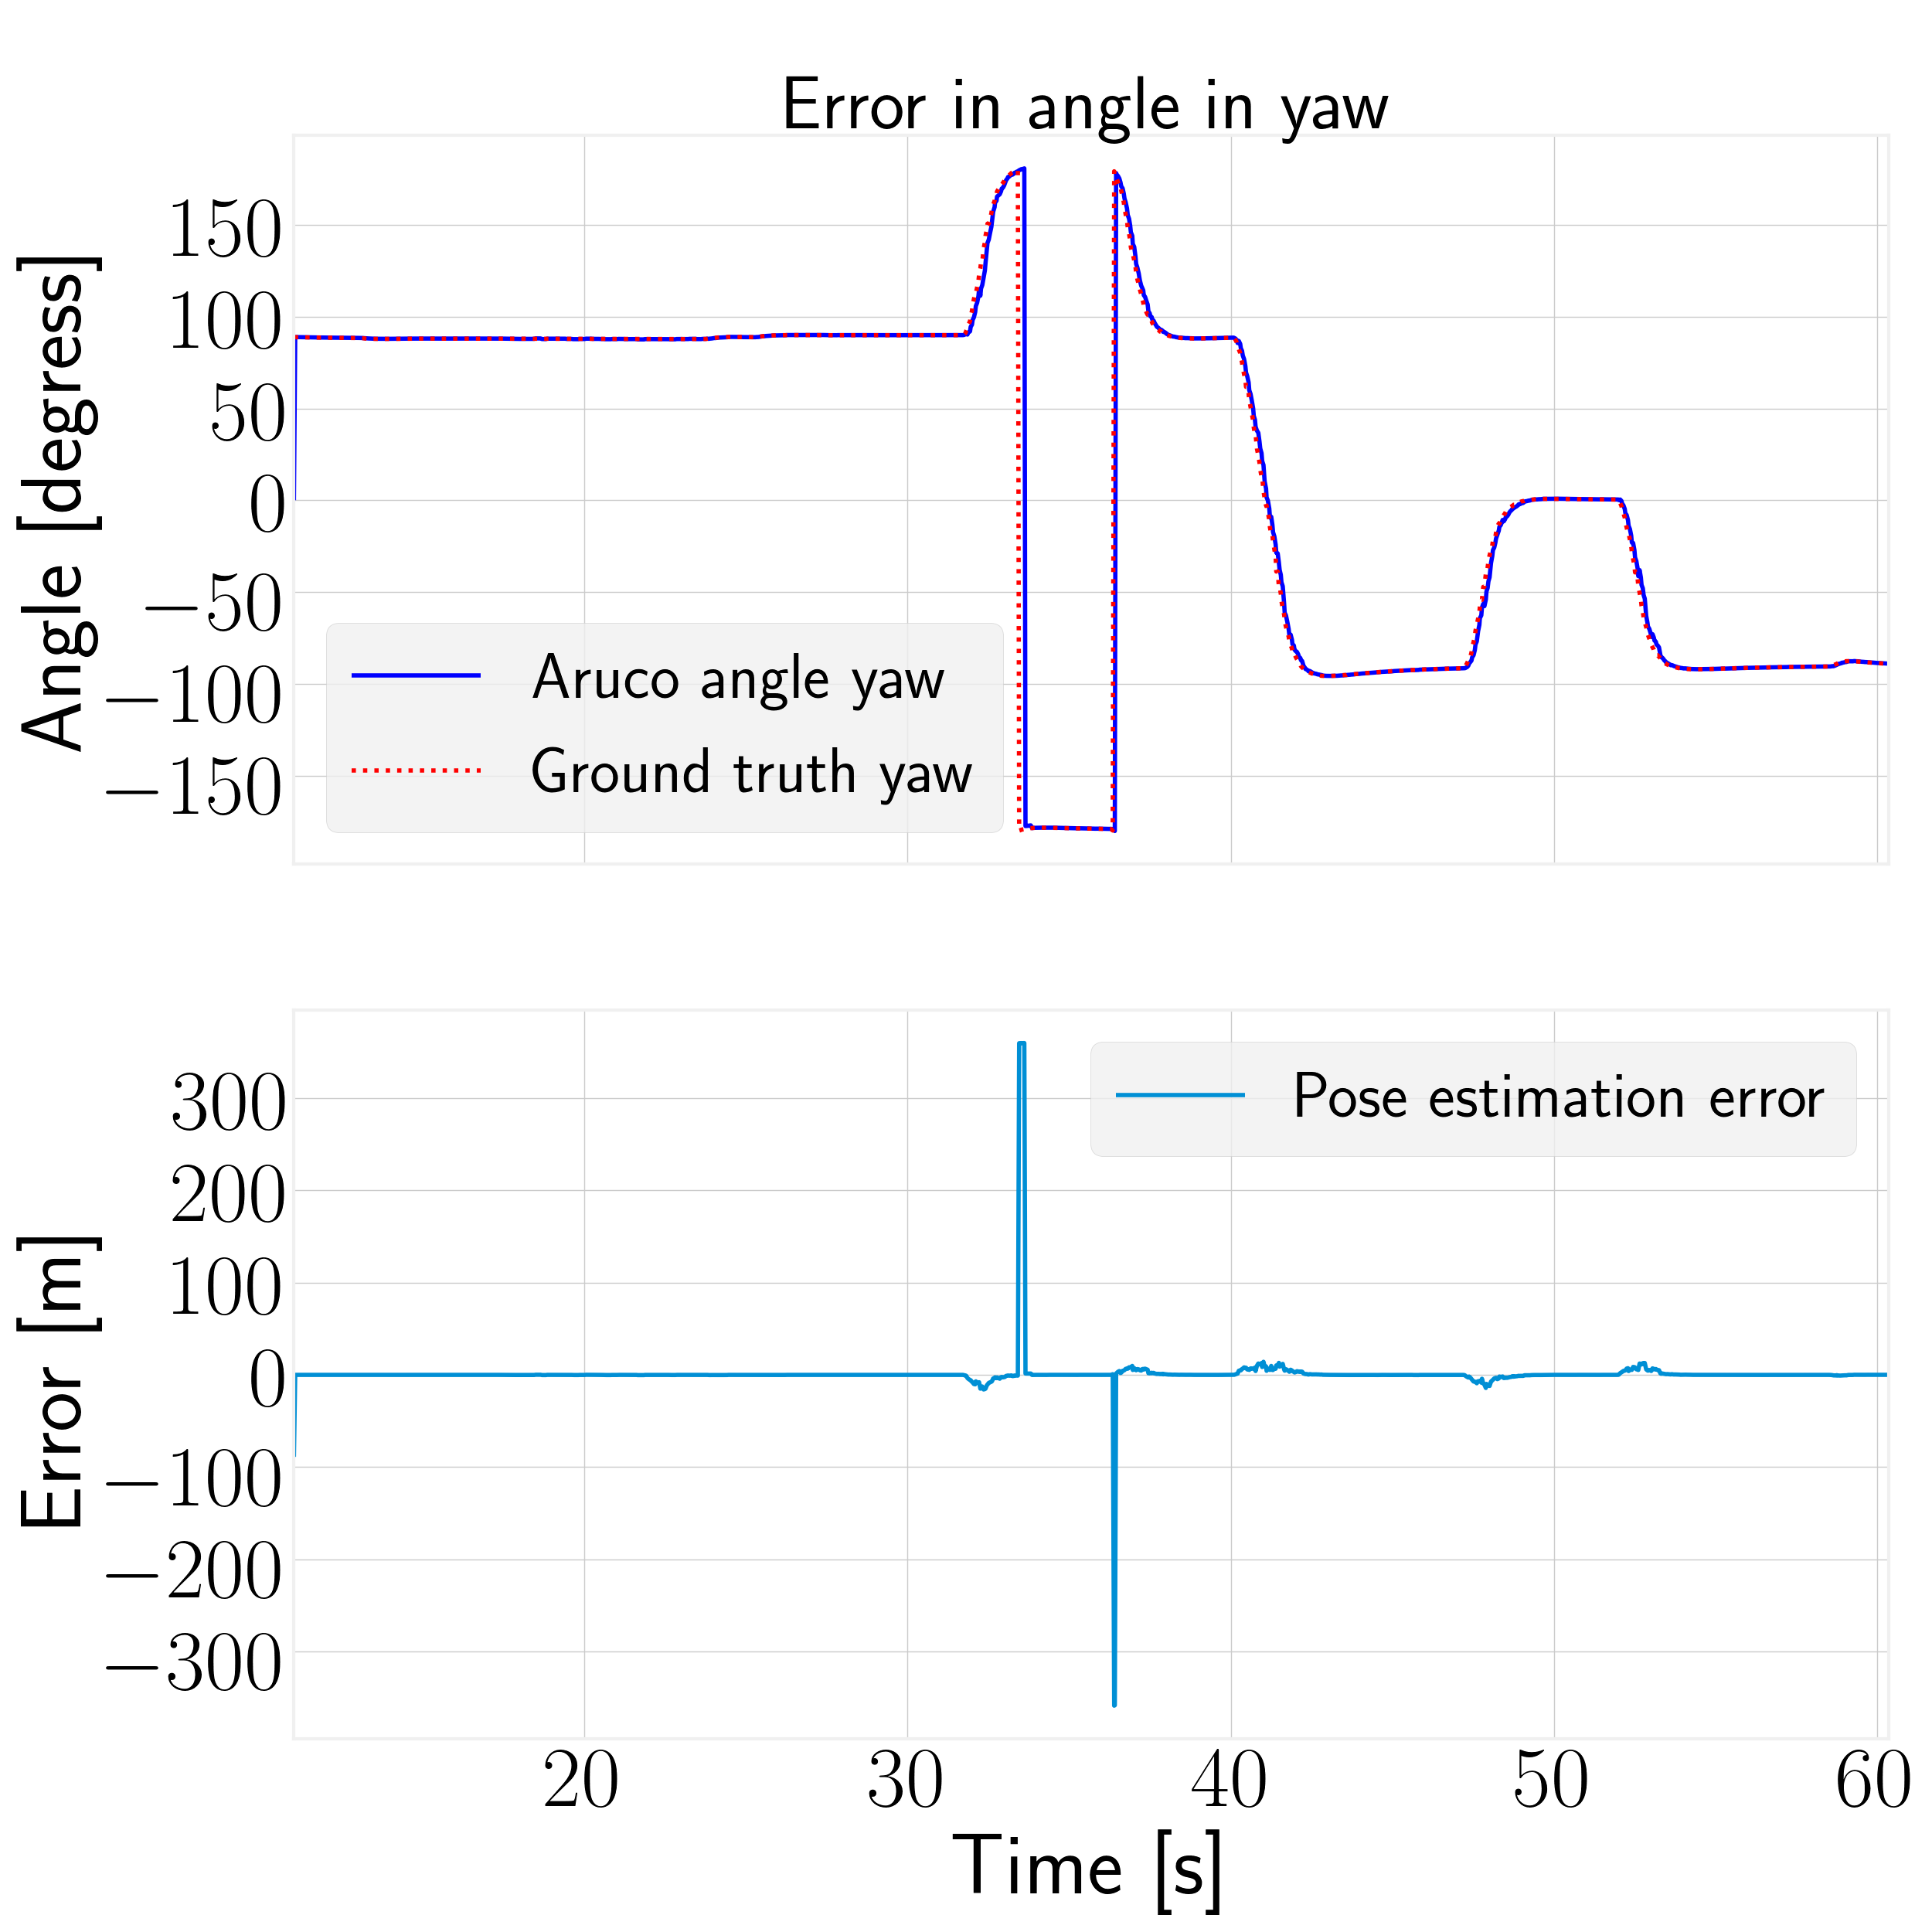 Error in angle in yaw
Angle [degress]
150
100
50
0
−50
−100
−150
Aruco angle yaw
Ground truth yaw
Error [m]
300
200
100
0
−100
−200
−300
Pose estimation error
20 30 40 50 60
Time [s]